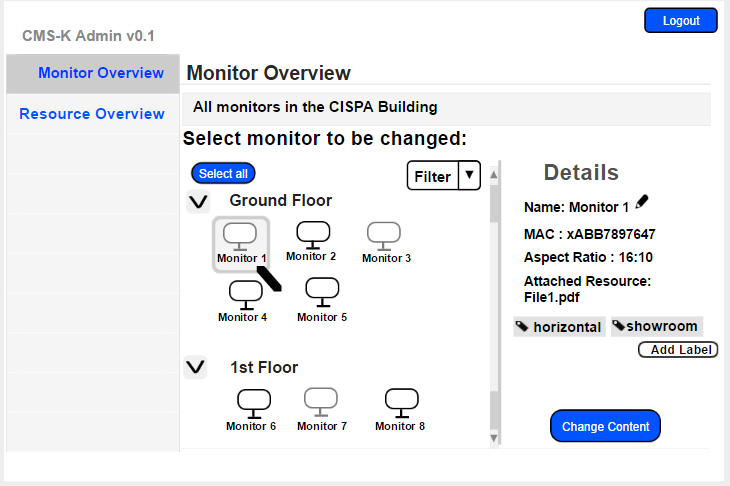 Logout
CMS-K Admin v0.1
Monitor Overview
Resource Overview
Monitor Overview
All monitors in the CISPA Building
Select monitor to be changed:
Select all
Filter
Ground Floor
Monitor 1
Monitor 2
Monitor 3
Monitor 4
Monitor 5
1st Floor
Monitor 6
Monitor 7
Monitor 8
Details
Name: Monitor 1
MAC : xABB7897647
Aspect Ratio : 16:10
Attached Resource:
File1.pdf
horizontal
showroom
Add Label
Change Content